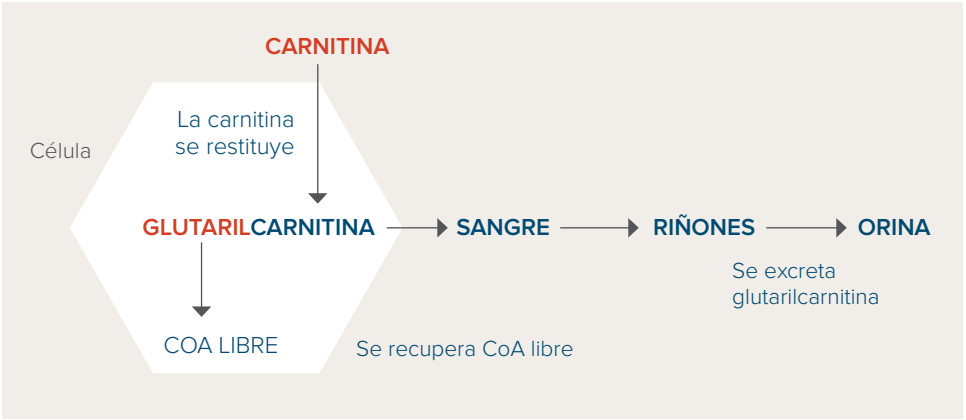 CARNITINA
La carnitina
se restituye
Célula
GLUTARILCARNITINA
SANGRE
RIÑONES
ORINA
Se excreta
glutarilcarnitina
COA LIBRE
Se recupera CoA libre